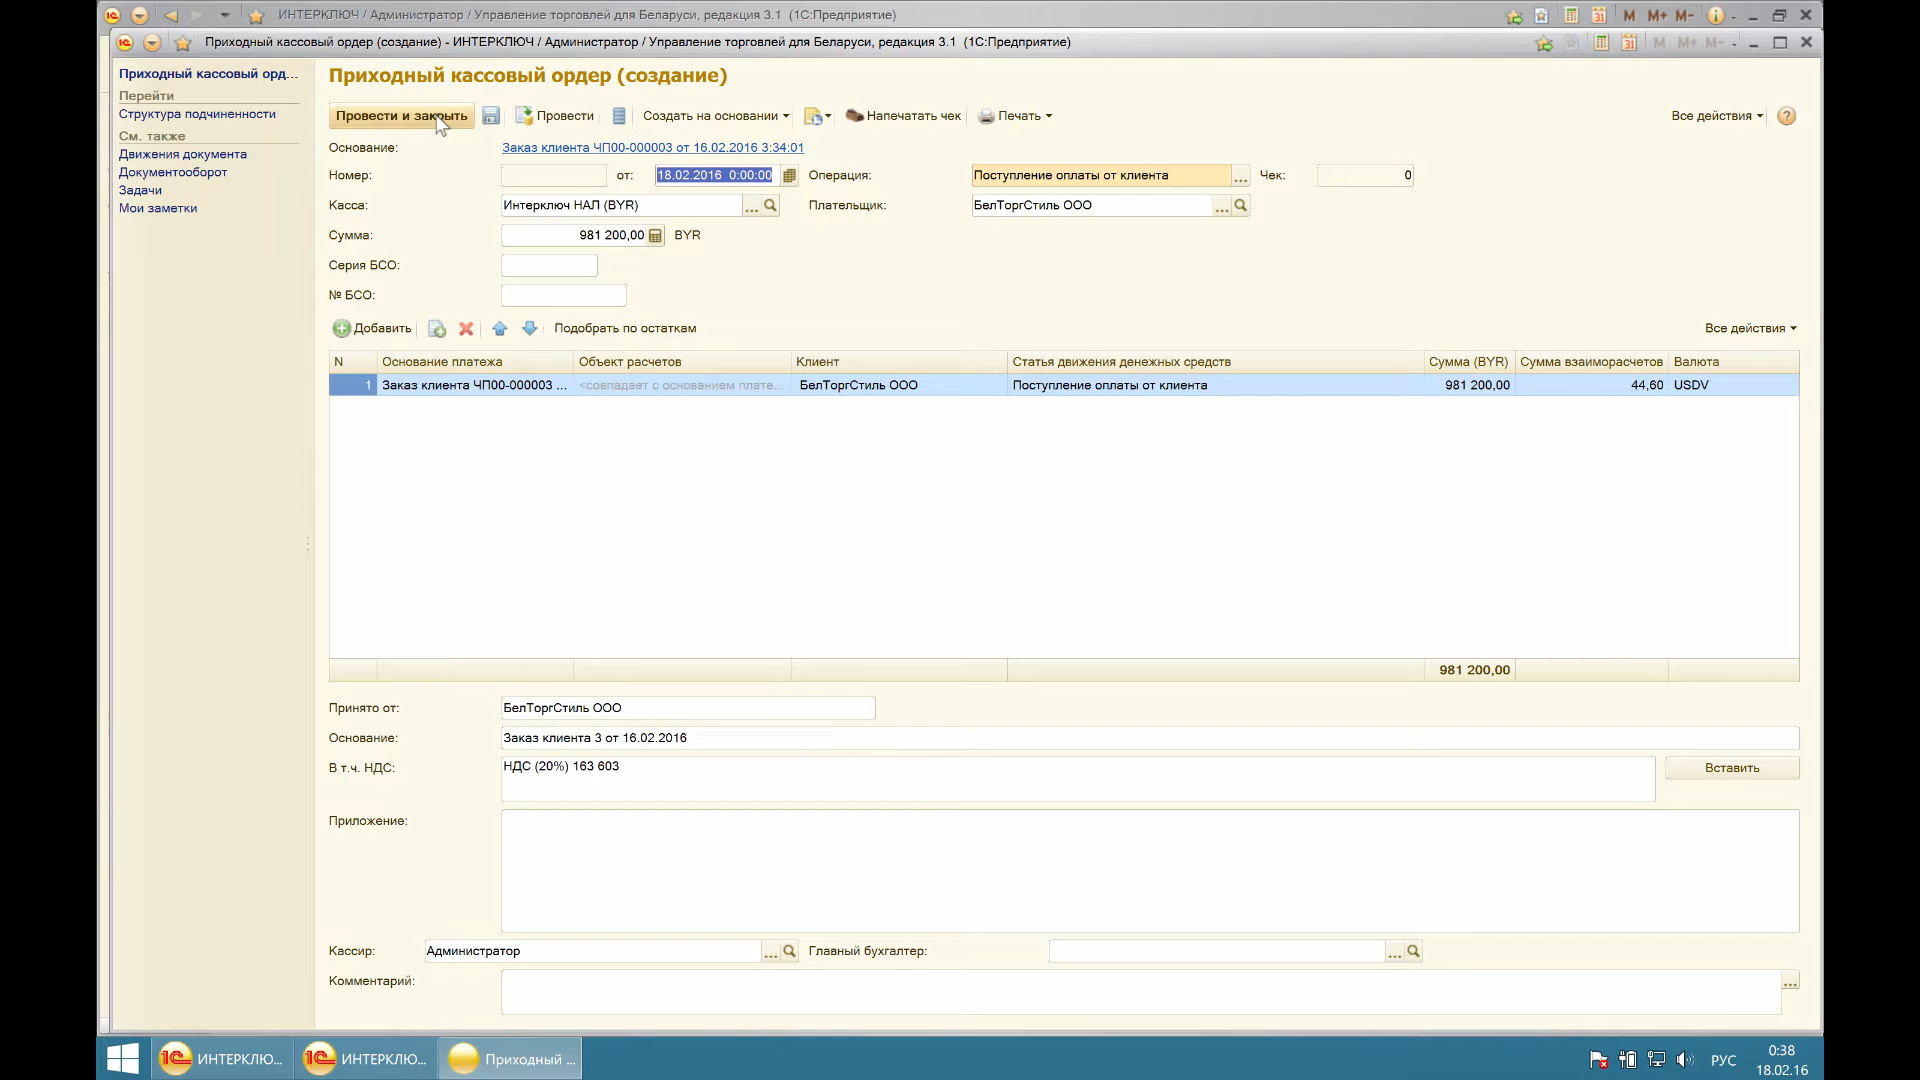 ИНТЕРКЛЮЧ / Администратор / Управление торговлей для Беларуси, редакция 3.1 (1С:Предприятие)
M M+ M-
Приходный кассовый ордер (создание) - ИНТЕРКЛЮЧ / Администратор / Управление торговлей для Беларуси, редакция 3.1 (1С:Предприятие)
M M+ M-
Приходный кассовый орд...
Перейти
Структура подчиненности
См. также
Движения документа
Документооборот
Задачи
Мои заметки
Приходный кассовый ордер (создание)
Провести и закрыть Провести Создать на основании Напечатать чек Печать Все действия ?
Основание: Заказ клиента ЧП00-000003 от 16.02.2016 3:34:01
Номер: от: 18.02.2016 0:00:00 Операция: Поступление оплаты от клиента ... Чек: 0
Касса: Интерключ НАЛ (BYR) ... Плательщик: БелТоргСтиль ООО ...
Сумма: 981 200,00 BYR
Серия БСО:
№ БСО:
Добавить Подобрать по остаткам Все действия
N Основание платежа Объект расчетов Клиент Статья движения денежных средств Сумма (BYR) Сумма взаиморасчетов Валюта
1 Заказ клиента ЧП00-000003 ... <совпадает с основанием плате... БелТоргСтиль ООО Поступление оплаты от клиента 981 200,00 44,60 USDV
981 200,00
Принято от: БелТоргСтиль ООО
Основание: Заказ клиента 3 от 16.02.2016
В т.ч. НДС: НДС (20%) 163 603 Вставить
Приложение:
Кассир: Администратор ... Главный бухгалтер: ...
Комментарий: ...
ИНТЕРКЛЮ... ИНТЕРКЛЮ... Приходный ... РУС 0:38
18.02.16